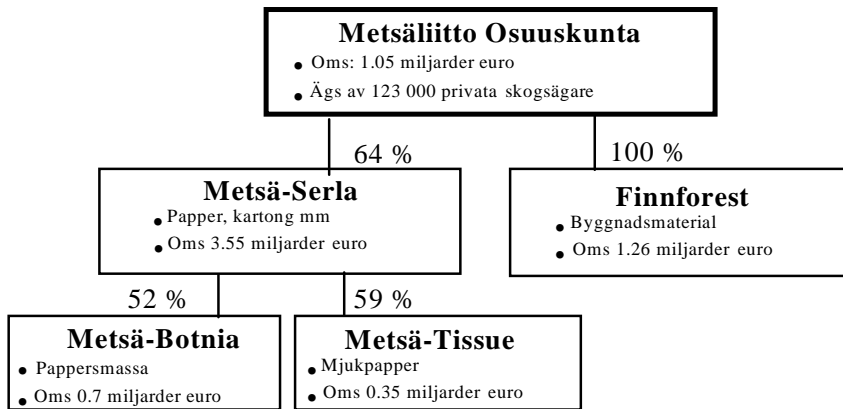 Metsäliitto Osuuskunta
• Oms: 1.05 miljarder euro
• Ägs av 123 000 privata skogsägare
64 %
100 %
Metsä-Serla
• Papper, kartong mm
• Oms 3.55 miljarder euro
Finnforest
• Byggnadsmaterial
• Oms 1.26 miljarder euro
52 %
59 %
Metsä-Botnia
• Pappersmassa
• Oms 0.7 miljarder euro
Metsä-Tissue
• Mjukpapper
• Oms 0.35 miljarder euro